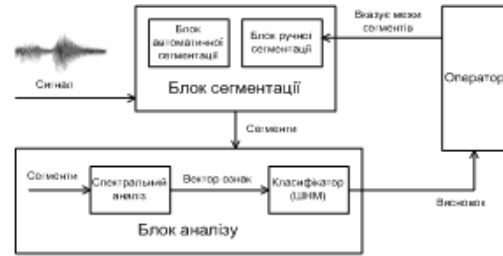 Блок
автоматичної
сегментації
Блок ручної
сегментації
Вказує межи
сегментів
Оператор
Сигнал
Блок сегментації
Сегменти
Сегменти
Спектральний
аналіз
Вектор ознак
Класифікатор
(ШНМ)
Висновок
Блок аналізу